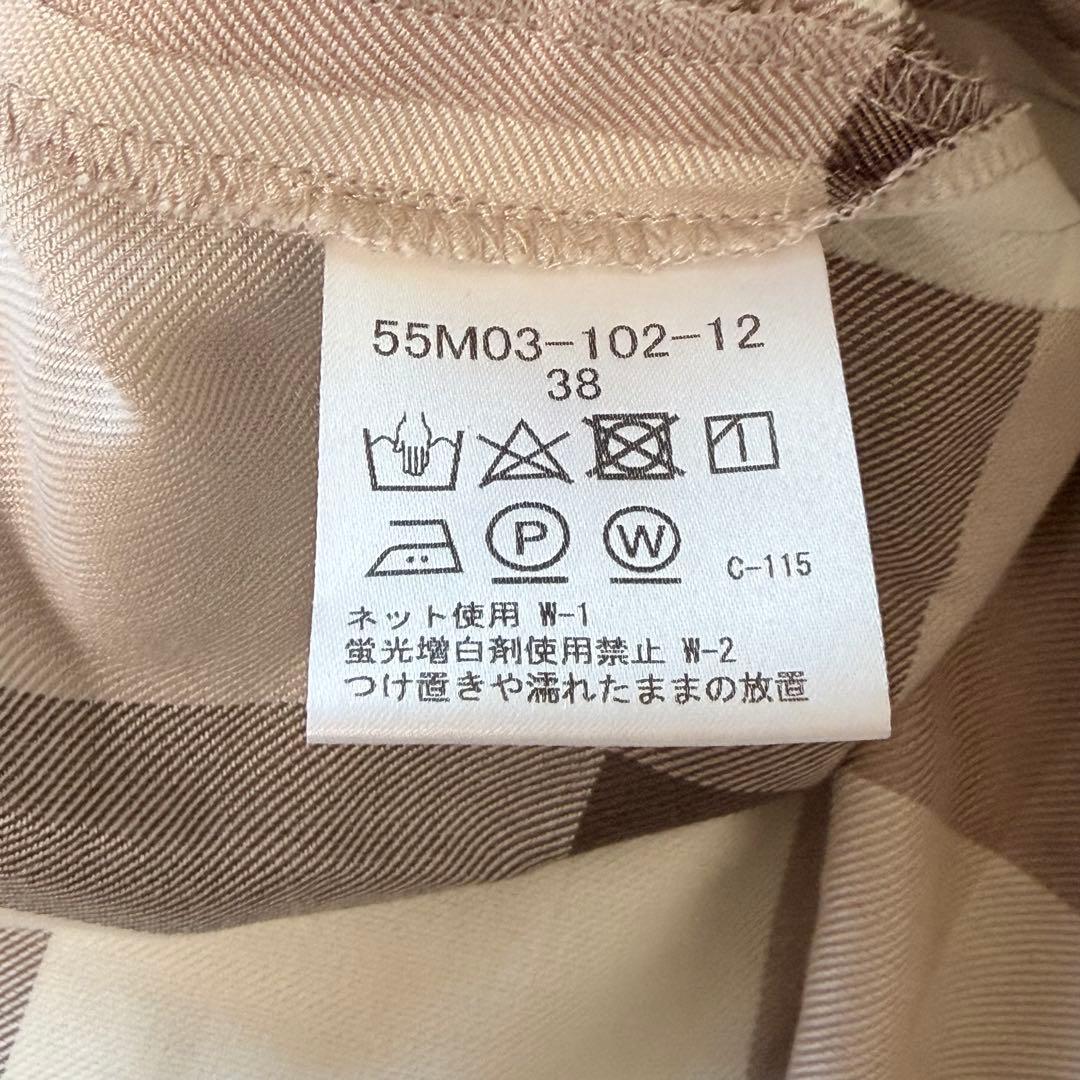 55M03-102-12
38
P W C-115
ネット使用 W-1
蛍光増白剤使用禁止 W-2
つけ置きや濡れたままの放置